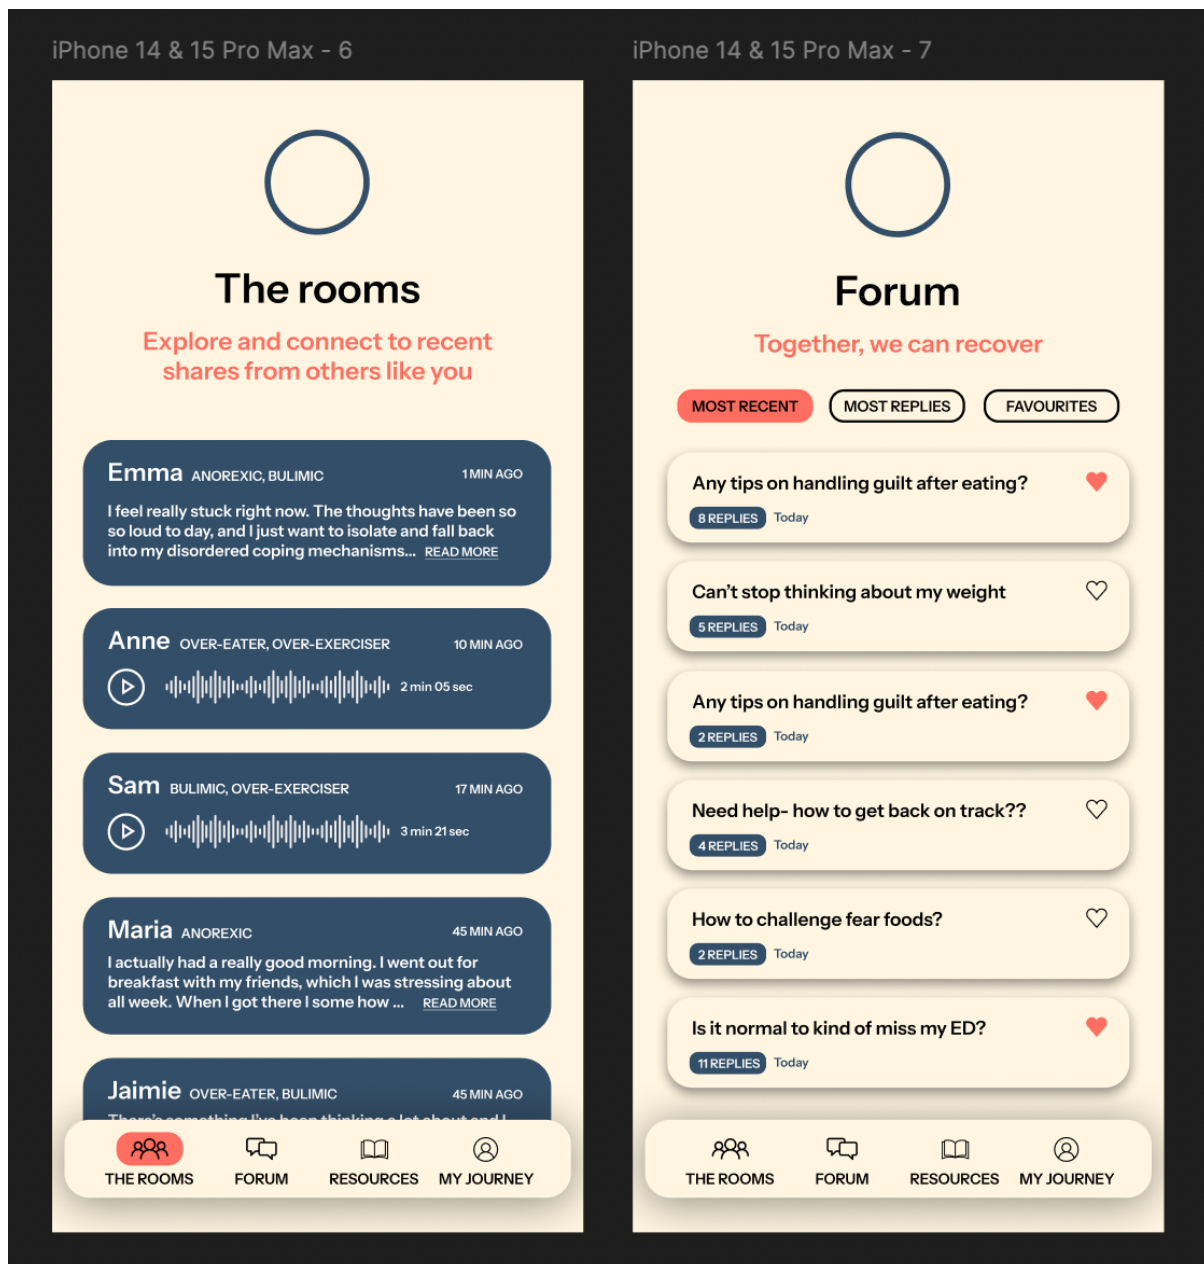 iPhone 14 & 15 Pro Max - 6
The rooms
Explore and connect to recent
shares from others like you
Emma ANOREXIC, BULIMIC 1 MIN AGO
I feel really stuck right now. The thoughts have been so
so loud to day, and I just want to isolate and fall back
into my disordered coping mechanisms... READ MORE
Anne OVER-EATER, OVER-EXERCISER 10 MIN AGO
2 min 05 sec
Sam BULIMIC, OVER-EXERCISER 17 MIN AGO
3 min 21 sec
Maria ANOREXIC 45 MIN AGO
I actually had a really good morning. I went out for
breakfast with my friends, which I was stressing about
all week. When I got there I some how ... READ MORE
Jaimie OVER-EATER, BULIMIC 45 MIN AGO
There's something I've been thinking a lot about and I
THE ROOMS FORUM RESOURCES MY JOURNEY
iPhone 14 & 15 Pro Max - 7
Forum
Together, we can recover
MOST RECENT MOST REPLIES FAVOURITES
Any tips on handling guilt after eating?
8 REPLIES Today
Can't stop thinking about my weight
5 REPLIES Today
Any tips on handling guilt after eating?
2 REPLIES Today
Need help- how to get back on track??
4 REPLIES Today
How to challenge fear foods?
2 REPLIES Today
Is it normal to kind of miss my ED?
11 REPLIES Today
THE ROOMS FORUM RESOURCES MY JOURNEY